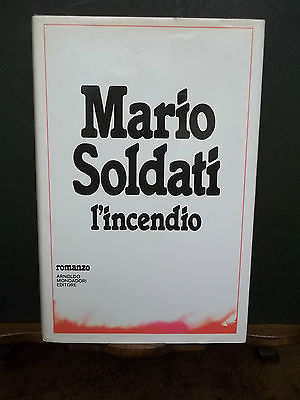 Mario
Soldati
l'incendio
romanzo
ARNOLDO
MONDADORI
EDITORE